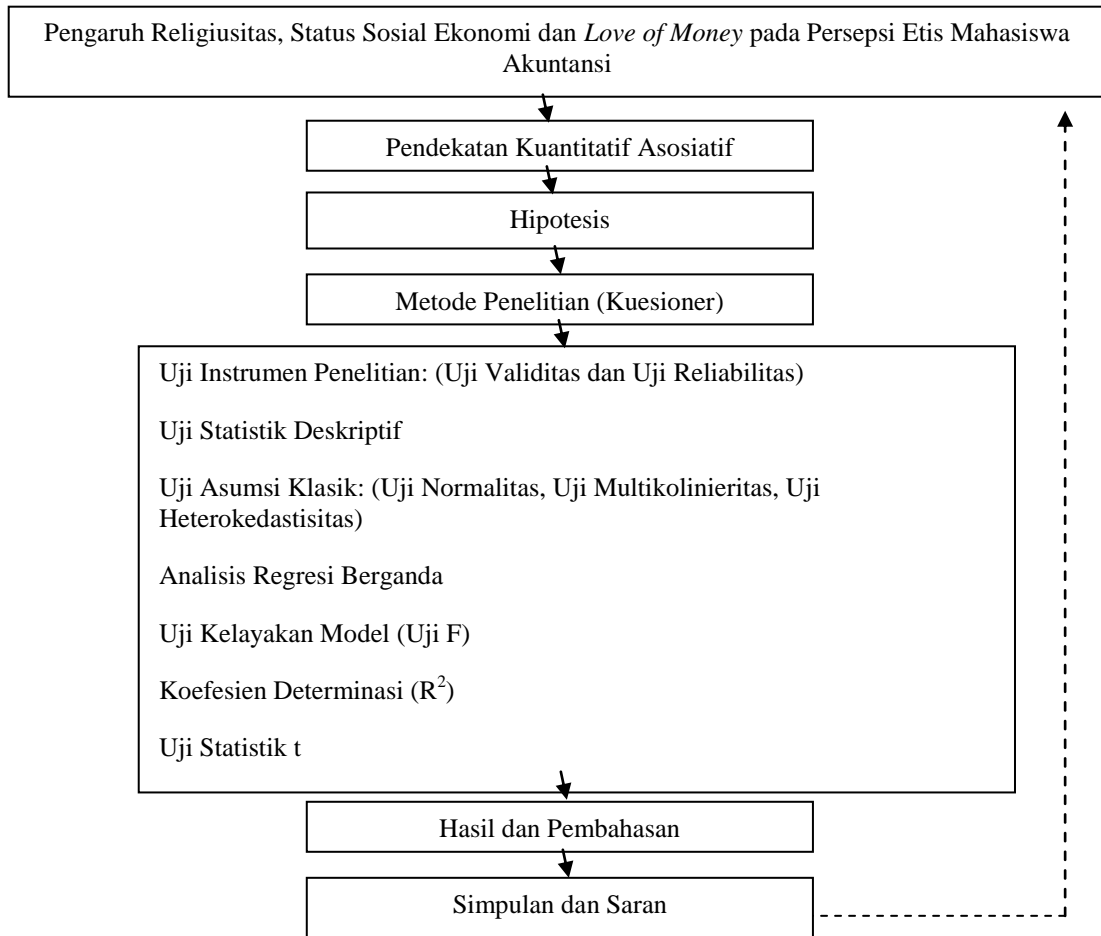 Pengaruh Religiusitas, Status Sosial Ekonomi dan Love of Money pada Persepsi Etis Mahasiswa
Akuntansi
Pendekatan Kuantitatif Asosiatif
Hipotesis
Metode Penelitian (Kuesioner)
Uji Instrumen Penelitian: (Uji Validitas dan Uji Reliabilitas)
Uji Statistik Deskriptif
Uji Asumsi Klasik: (Uji Normalitas, Uji Multikolinieritas, Uji
Heterokedastisitas)
Analisis Regresi Berganda
Uji Kelayakan Model (Uji F)
Koefesien Determinasi (R²)
Uji Statistik t
Hasil dan Pembahasan
Simpulan dan Saran